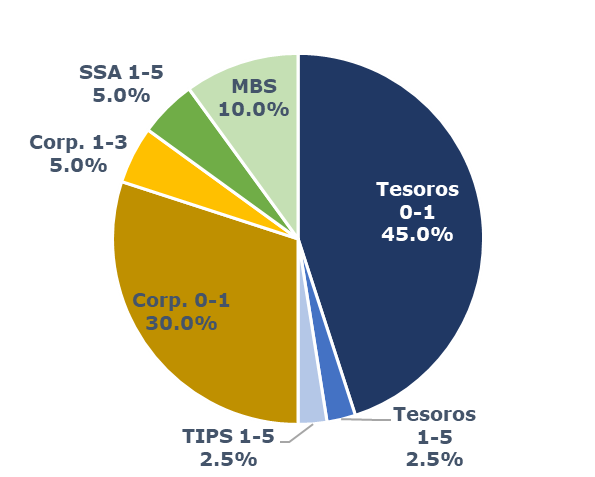 SSA 1-5
5.0%
MBS
10.0%
Corp. 1-3
5.0%
Tesoros
0-1
45.0%
Corp. 0-1
30.0%
TIPS 1-5
2.5%
Tesoros
1-5
2.5%